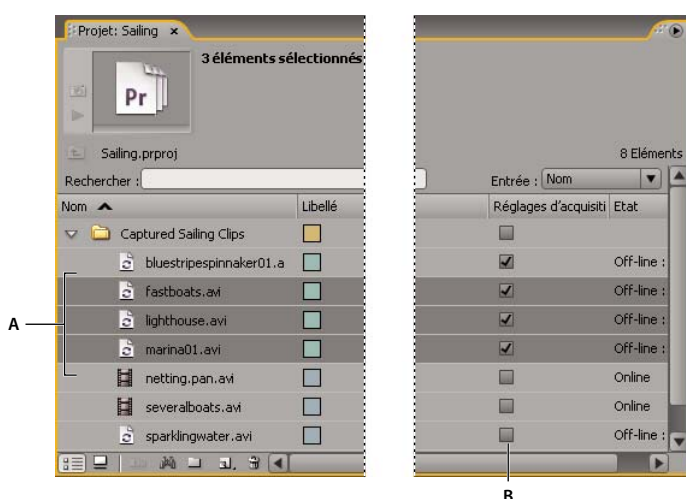 Projet: Sailing ×
3 éléments sélectionnés
Pr
Sailing.prproj
8 Eléments
Rechercher :
Entrée : Nom
Nom Libellé Réglages d'acquisiti Etat
Captured Sailing Clips
bluestripespinnaker01.a Off-line :
fastboats.avi Off-line :
lighthouse.avi Off-line :
marina01.avi Off-line :
netting.pan.avi Online
severalboats.avi Online
sparklingwater.avi Off-line :
A
B